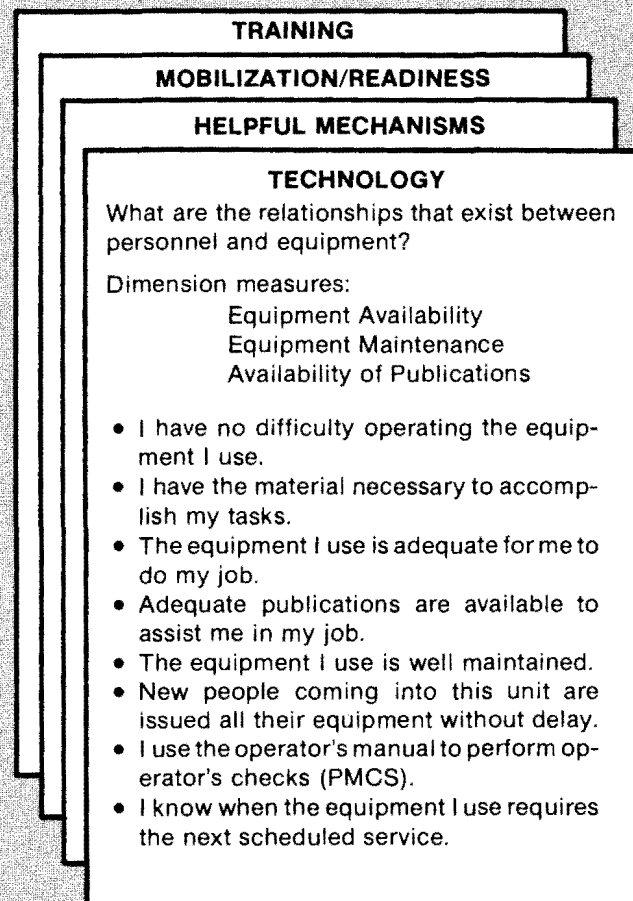 TRAINING
MOBILIZATION/READINESS
HELPFUL MECHANISMS
TECHNOLOGY
What are the relationships that exist between
personnel and equipment?
Dimension measures:
Equipment Availability
Equipment Maintenance
Availability of Publications
• I have no difficulty operating the equip-
ment I use.
• I have the material necessary to accomp-
lish my tasks.
• The equipment I use is adequate for me to
do my job.
• Adequate publications are available to
assist me in my job.
• The equipment I use is well maintained.
• New people coming into this unit are
issued all their equipment without delay.
• I use the operator's manual to perform op-
erator's checks (PMCS).
• I know when the equipment I use requires
the next scheduled service.